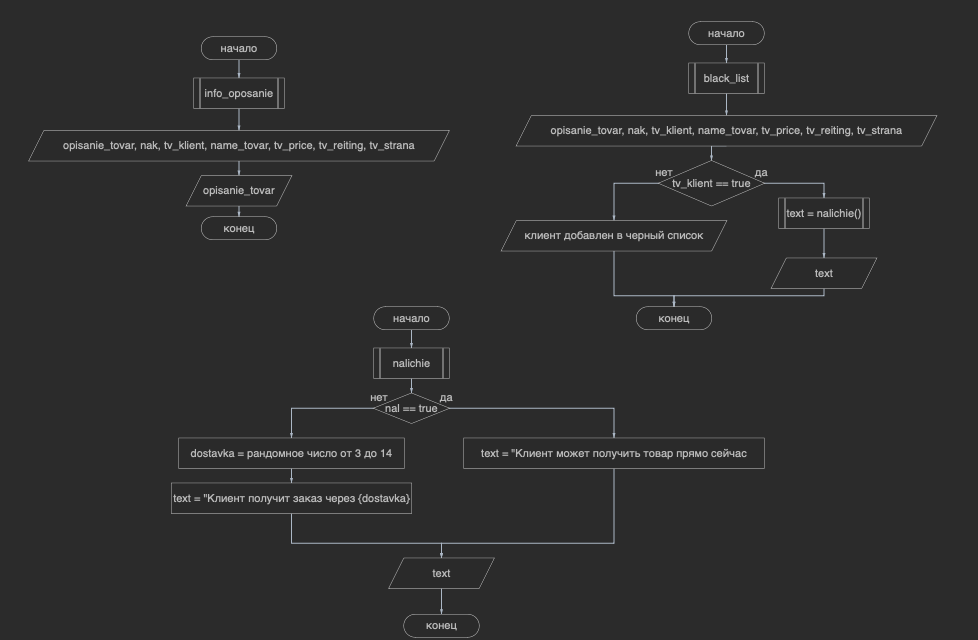 начало
info_oposanie
opisanie_tovar, nak, tv_klient, name_tovar, tv_price, tv_reiting, tv_strana
opisanie_tovar
конец
начало
black_list
opisanie_tovar, nak, tv_klient, name_tovar, tv_price, tv_reiting, tv_strana
нет
да
tv_klient == true
text = nalichie()
клиент добавлен в черный список
text
конец
начало
nalichie
нет
да
nal == true
dostavka = рандомное число от 3 до 14
text = "Клиент может получить товар прямо сейчас
text = "Клиент получит заказ через {dostavka}
text
конец